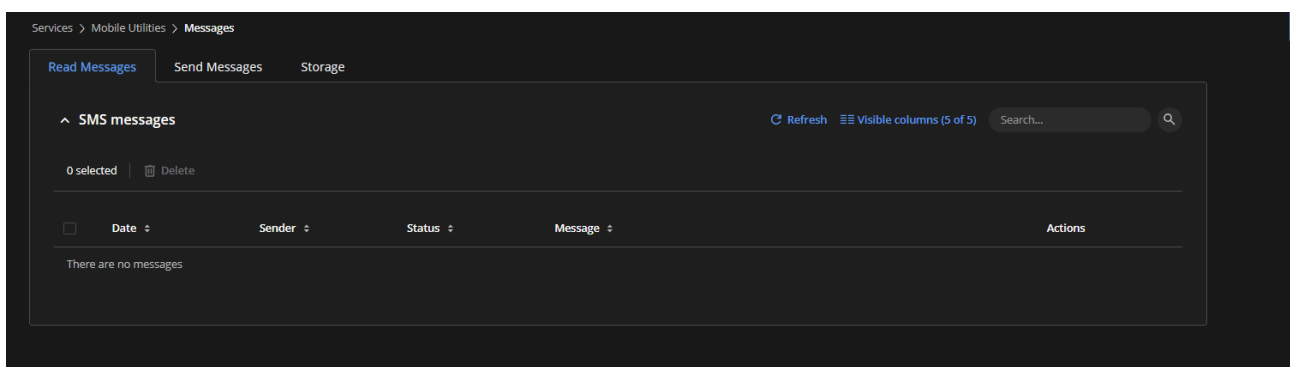 Services > Mobile Utilities > Messages
Read Messages Send Messages Storage
SMS messages Refresh Visible columns (5 of 5) Search...
0 selected Delete
Date Sender Status Message Actions
There are no messages